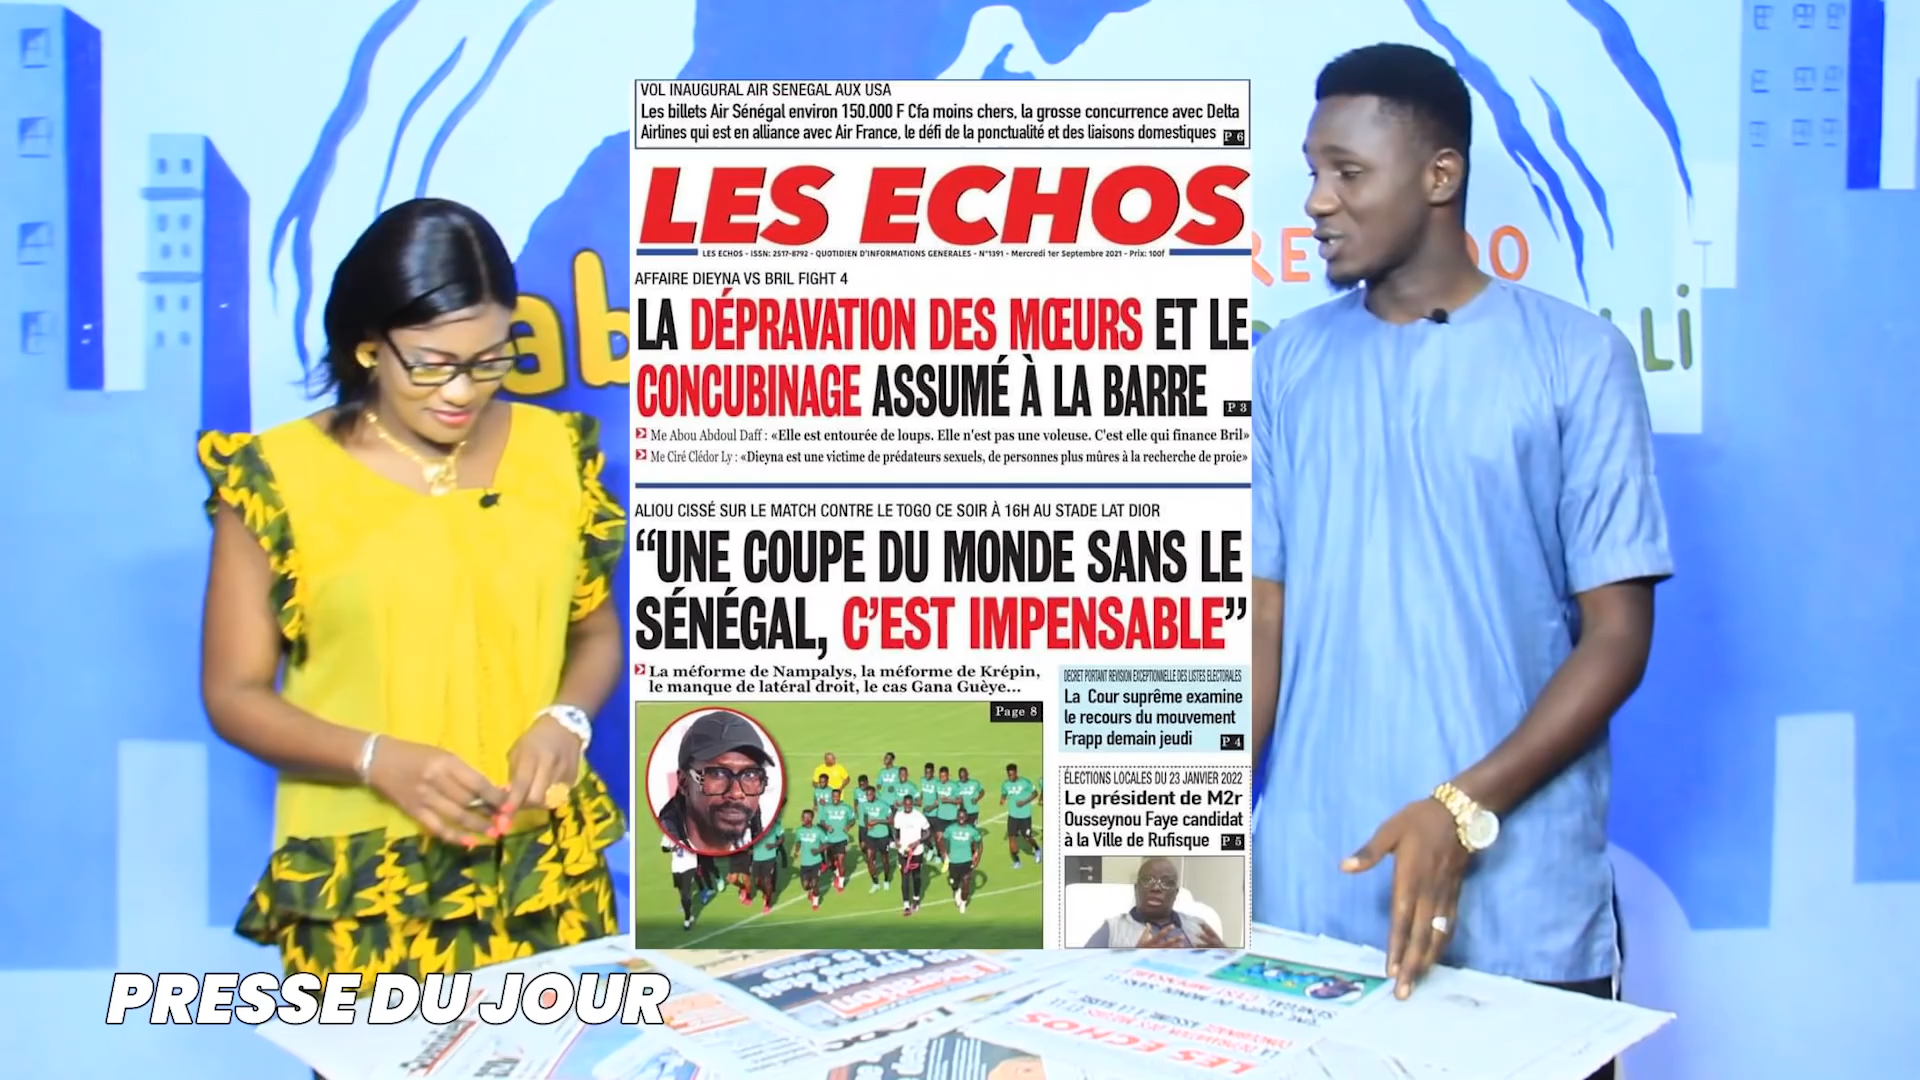 VOL INAUGURAL AIR SENEGAL AUX USA
Les billets Air Sénégal environ 150.000 F Cfa moins chers, la grosse concurrence avec Delta
Airlines qui est en alliance avec Air France, le défi de la ponctualité et des liaisons domestiques P 6
LES ECHOS
LES ECHOS - ISSN: 2517-8792 - QUOTIDIEN D'INFORMATIONS GENERALES - N°1391 - Mercredi 1er Septembre 2021 - Prix: 100f
AFFAIRE DIEYNA VS BRIL FIGHT 4
LA DÉPRAVATION DES MŒURS ET LE
CONCUBINAGE ASSUMÉ À LA BARRE P 3
Me Abou Abdoul Daff : «Elle est entourée de loups. Elle n'est pas une voleuse. C'est elle qui finance Bril»
Me Ciré Clédor Ly : «Dieyna est une victime de prédateurs sexuels, de personnes plus mûres à la recherche de proie»
ALIOU CISSÉ SUR LE MATCH CONTRE LE TOGO CE SOIR À 16H AU STADE LAT DIOR
“UNE COUPE DU MONDE SANS LE
SÉNÉGAL, C’EST IMPENSABLE”
La méforme de Nampalys, la méforme de Krépin,
le manque de latéral droit, le cas Gana Guèye...
Page 8
DECRET PORTANT REVISION EXCEPTIONNELLE DES LISTES ELECTORALES
La Cour suprême examine
le recours du mouvement
Frapp demain jeudi P 4
ÉLECTIONS LOCALES DU 23 JANVIER 2022
Le président de M2r
Ousseynou Faye candidat
à la Ville de Rufisque P 5
ab
LES ECHOS
PRESSE DU JOUR